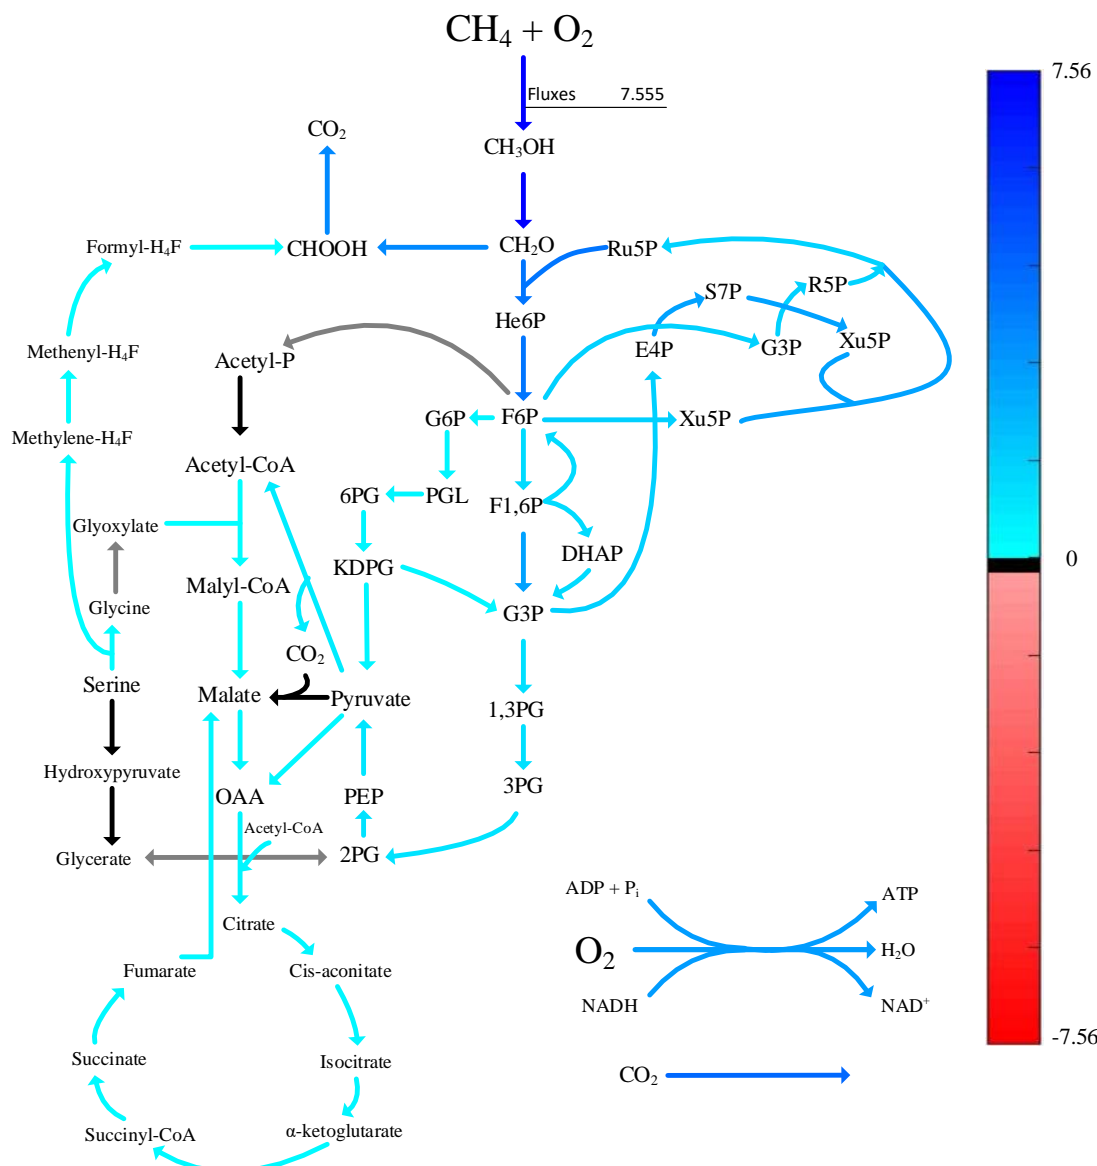 CH₄ + O₂
7.56
Fluxes 7.555
CO₂
CH₃OH
Formyl-H₄F
CHOOH
CH₂O
Ru5P
S7P
R5P
He6P
Methenyl-H₄F
Acetyl-P
E4P
G3P
Xu5P
G6P
F6P
Xu5P
Methylene-H₄F
Acetyl-CoA
6PG
PGL
F1,6P
Glyoxylate
DHAP
0
KDPG
Malyl-CoA
Glycine
G3P
CO₂
Serine
Malate
Pyruvate
1,3PG
Hydroxypyruvate
3PG
OAA
PEP
Acetyl-CoA
Glycerate
2PG
ADP + Pᵢ
ATP
Citrate
O₂
H₂O
Fumarate
Cis-aconitate
NADH
NAD⁺
-7.56
Succinate
Isocitrate
CO₂
Succinyl-CoA
α-ketoglutarate